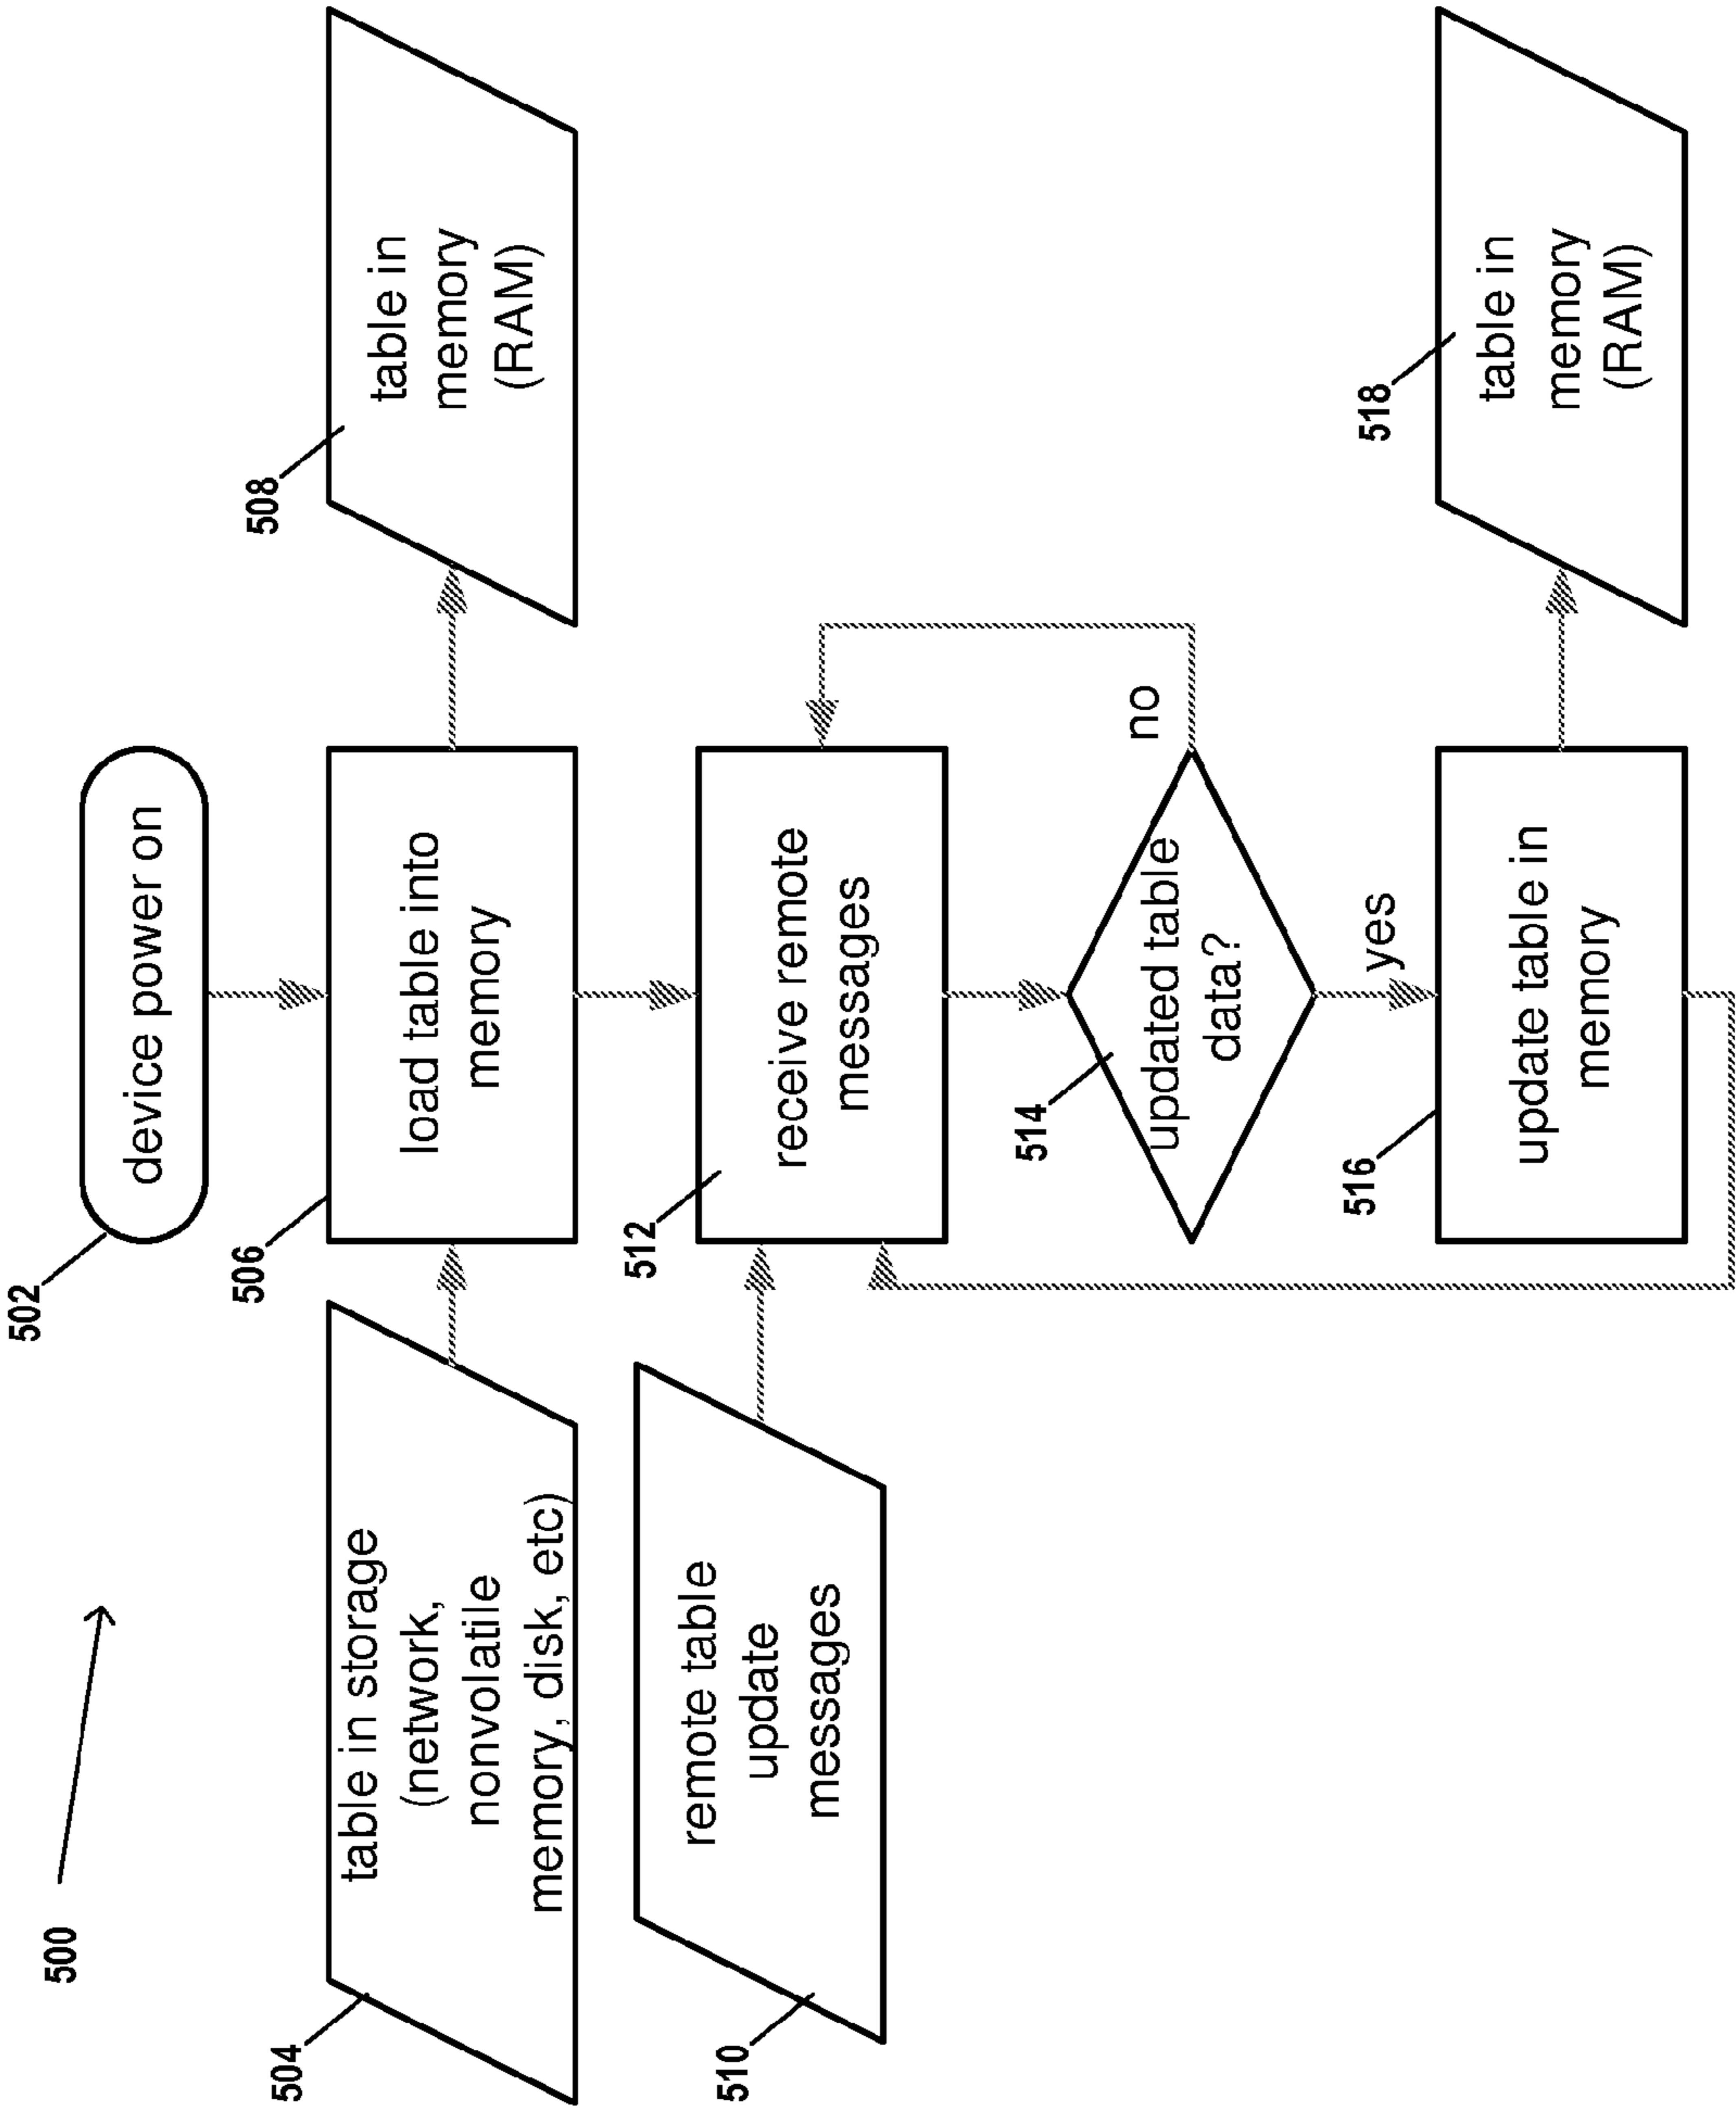 500
502
device power on
504
table in storage
(network,
nonvolatile
memory, disk, etc)
506
load table into
memory
508
table in
memory
(RAM)
510
remote table
update
messages
512
receive remote
messages
514
updated table
data?
no
yes
516
update table in
memory
518
table in
memory
(RAM)